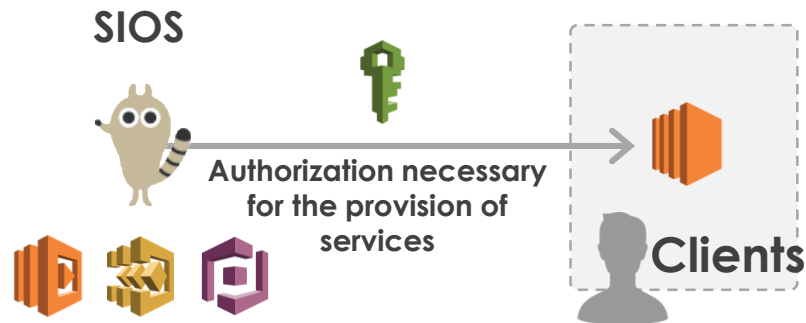 SIOS
Authorization necessary
for the provision of
services
Clients